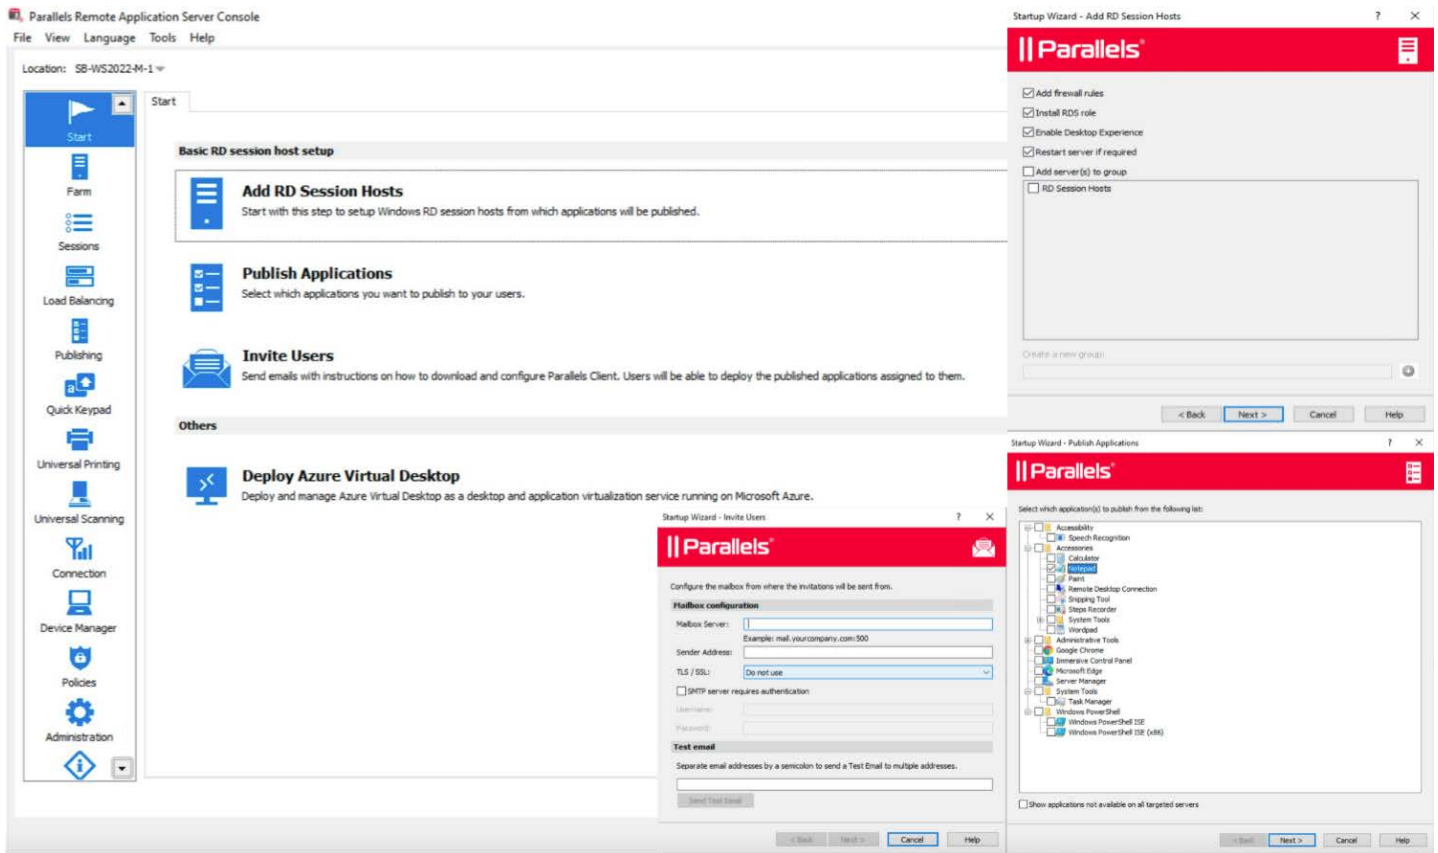 Parallels Remote Application Server Console
File View Language Tools Help
Location: SB-WS2022-M-1
Start
Farm
Sessions
Load Balancing
Publishing
Quick Keypad
Universal Printing
Universal Scanning
Connection
Device Manager
Policies
Administration
Start
Basic RD session host setup
Add RD Session Hosts
Start with this step to setup Windows RD session hosts from which applications will be published.
Publish Applications
Select which applications you want to publish to your users.
Invite Users
Send emails with instructions on how to download and configure Parallels Client. Users will be able to deploy the published applications assigned to them.
Others
Deploy Azure Virtual Desktop
Deploy and manage Azure Virtual Desktop as a desktop and application virtualization service running on Microsoft Azure.
Startup Wizard - Add RD Session Hosts
Parallels
Add firewall rules
Install RDS role
Enable Desktop Experience
Restart server if required
Add server(s) to group
RD Session Hosts
Create a new group:
< Back Next > Cancel Help
Startup Wizard - Invite Users
Parallels
Configure the mailbox from where the invitations will be sent from.
Mailbox configuration
Mailbox Server:
Example: mail.yourcompany.com:500
Sender Address:
TLS / SSL: Do not use
SMTP server requires authentication
Username:
Password:
Test email
Separate email addresses by a semicolon to send a Test Email to multiple addresses.
Send Test Email
< Back Next > Cancel Help
Startup Wizard - Publish Applications
Parallels
Select which application(s) to publish from the following list:
Accessibility
Speech Recognition
Accessories
Calculator
Notepad
Paint
Remote Desktop Connection
Snipping Tool
Steps Recorder
System Tools
Wordpad
Administrative Tools
Google Chrome
Immersive Control Panel
Microsoft Edge
Server Manager
System Tools
Task Manager
Windows PowerShell
Windows PowerShell ISE
Windows PowerShell ISE (x86)
Show applications not available on all targeted servers
< Back Next > Cancel Help